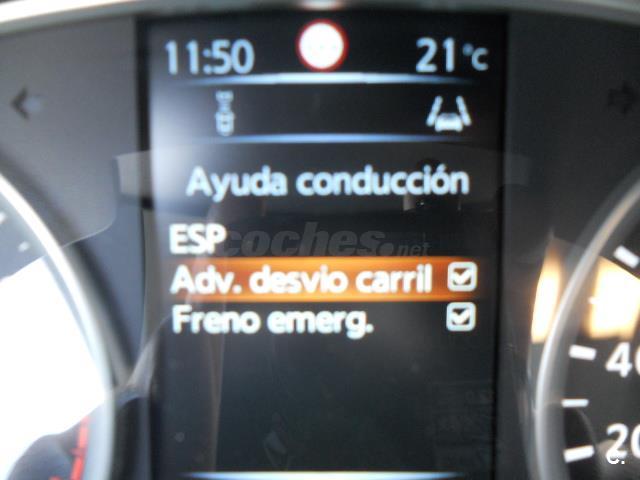 11:50 21°C
Ayuda conducción
ESP
coches.net
Adv. desvio carril
Freno emerg.
40
20
c.